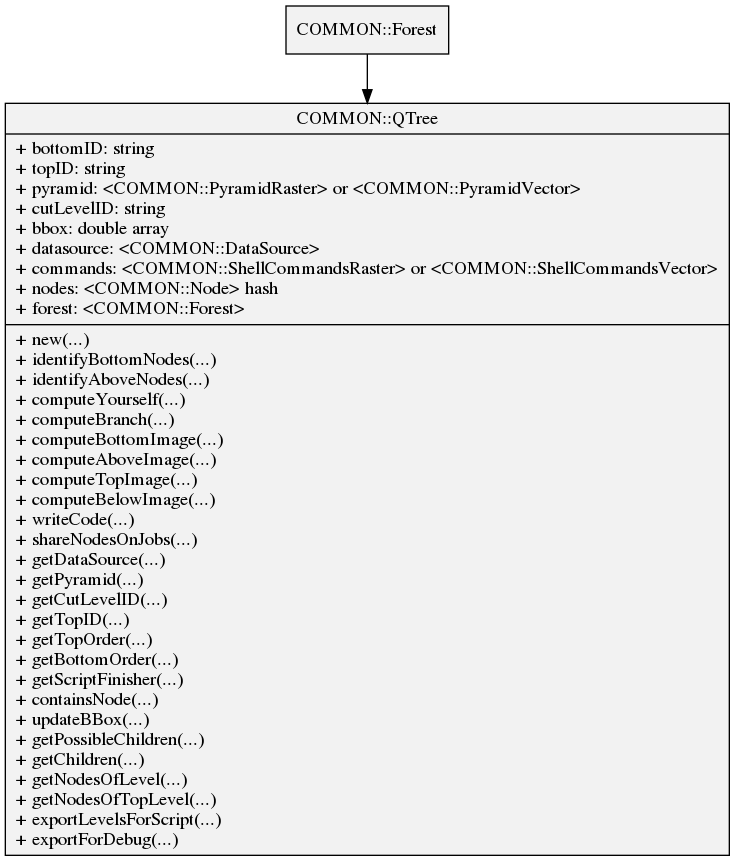 COMMON::Forest
COMMON::QTree
+ bottomID: string
+ topID: string
+ pyramid: <COMMON::PyramidRaster> or <COMMON::PyramidVector>
+ cutLevelID: string
+ bbox: double array
+ datasource: <COMMON::DataSource>
+ commands: <COMMON::ShellCommandsRaster> or <COMMON::ShellCommandsVector>
+ nodes: <COMMON::Node> hash
+ forest: <COMMON::Forest>
+ new(...)
+ identifyBottomNodes(...)
+ identifyAboveNodes(...)
+ computeYourself(...)
+ computeBranch(...)
+ computeBottomImage(...)
+ computeAboveImage(...)
+ computeTopImage(...)
+ computeBelowImage(...)
+ writeCode(...)
+ shareNodesOnJobs(...)
+ getDataSource(...)
+ getPyramid(...)
+ getCutLevelID(...)
+ getTopID(...)
+ getTopOrder(...)
+ getBottomOrder(...)
+ getScriptFinisher(...)
+ containsNode(...)
+ updateBBox(...)
+ getPossibleChildren(...)
+ getChildren(...)
+ getNodesOfLevel(...)
+ getNodesOfTopLevel(...)
+ exportLevelsForScript(...)
+ exportForDebug(...)